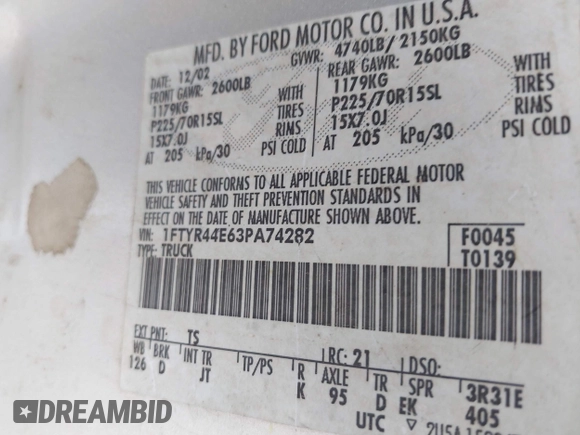 MFD. BY FORD MOTOR CO. IN U.S.A.
DATE: 12/02 GVWR: 4740LB/ 2150KG
FRONT GAWR: 2600LB REAR GAWR: 2600LB
1179KG WITH 1179KG WITH
P225/70R15SL TIRES P225/70R15SL TIRES
15X7.0J RIMS 15X7.0J RIMS
AT 205 kPa/30 PSI COLD AT 205 kPa/30 PSI COLD
THIS VEHICLE CONFORMS TO ALL APPLICABLE FEDERAL MOTOR
VEHICLE SAFETY AND THEFT PREVENTION STANDARDS IN
EFFECT ON THE DATE OF MANUFACTURE SHOWN ABOVE.
VIN: 1FTYR44E63PA74282 F0045
TYPE: TRUCK T0139
EXT PNT: TS RC: 21 DSO:
WB BRK INT TR TP/PS R AXLE TR SPR 3R31E
126 D JT K 95 D EK 405
UTC
DREAMBID